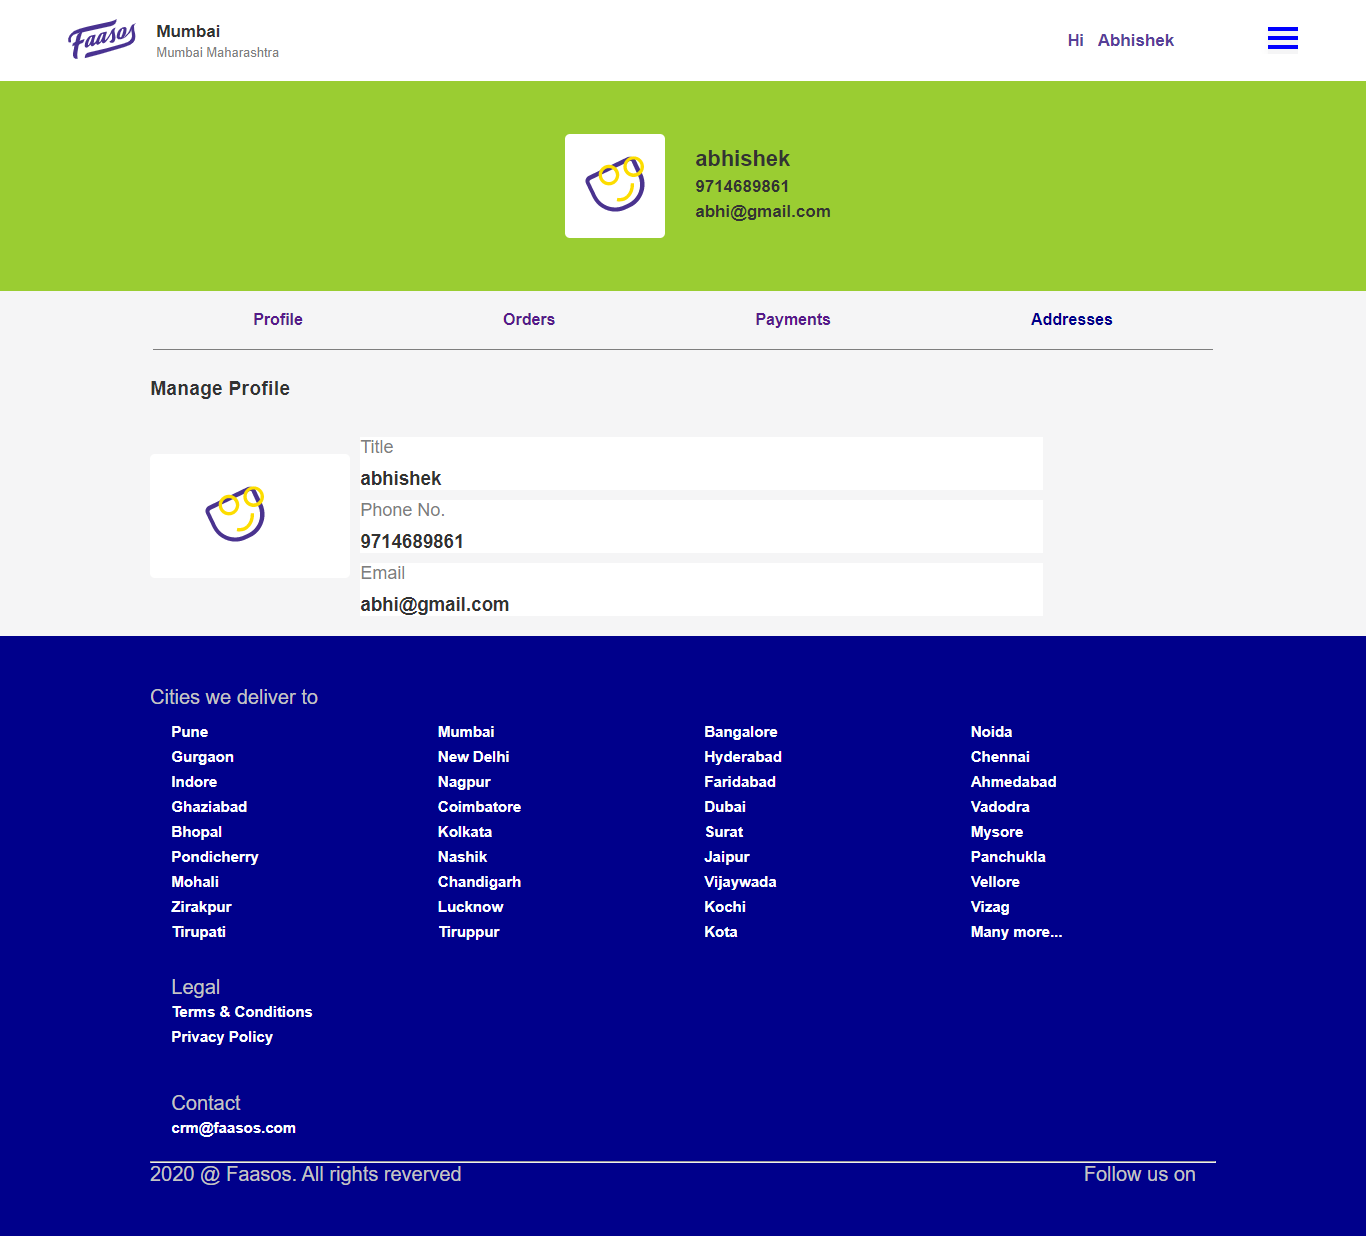 Faasos
Mumbai
Mumbai Maharashtra
Hi Abhishek
abhishek
9714689861
abhi@gmail.com
Profile Orders Payments Addresses
Manage Profile
Title
abhishek
Phone No.
9714689861
Email
abhi@gmail.com
Cities we deliver to
Pune Mumbai Bangalore Noida
Gurgaon New Delhi Hyderabad Chennai
Indore Nagpur Faridabad Ahmedabad
Ghaziabad Coimbatore Dubai Vadodra
Bhopal Kolkata Surat Mysore
Pondicherry Nashik Jaipur Panchukla
Mohali Chandigarh Vijaywada Vellore
Zirakpur Lucknow Kochi Vizag
Tirupati Tiruppur Kota Many more...
Legal
Terms & Conditions
Privacy Policy
Contact
crm@faasos.com
2020 @ Faasos. All rights reverved Follow us on